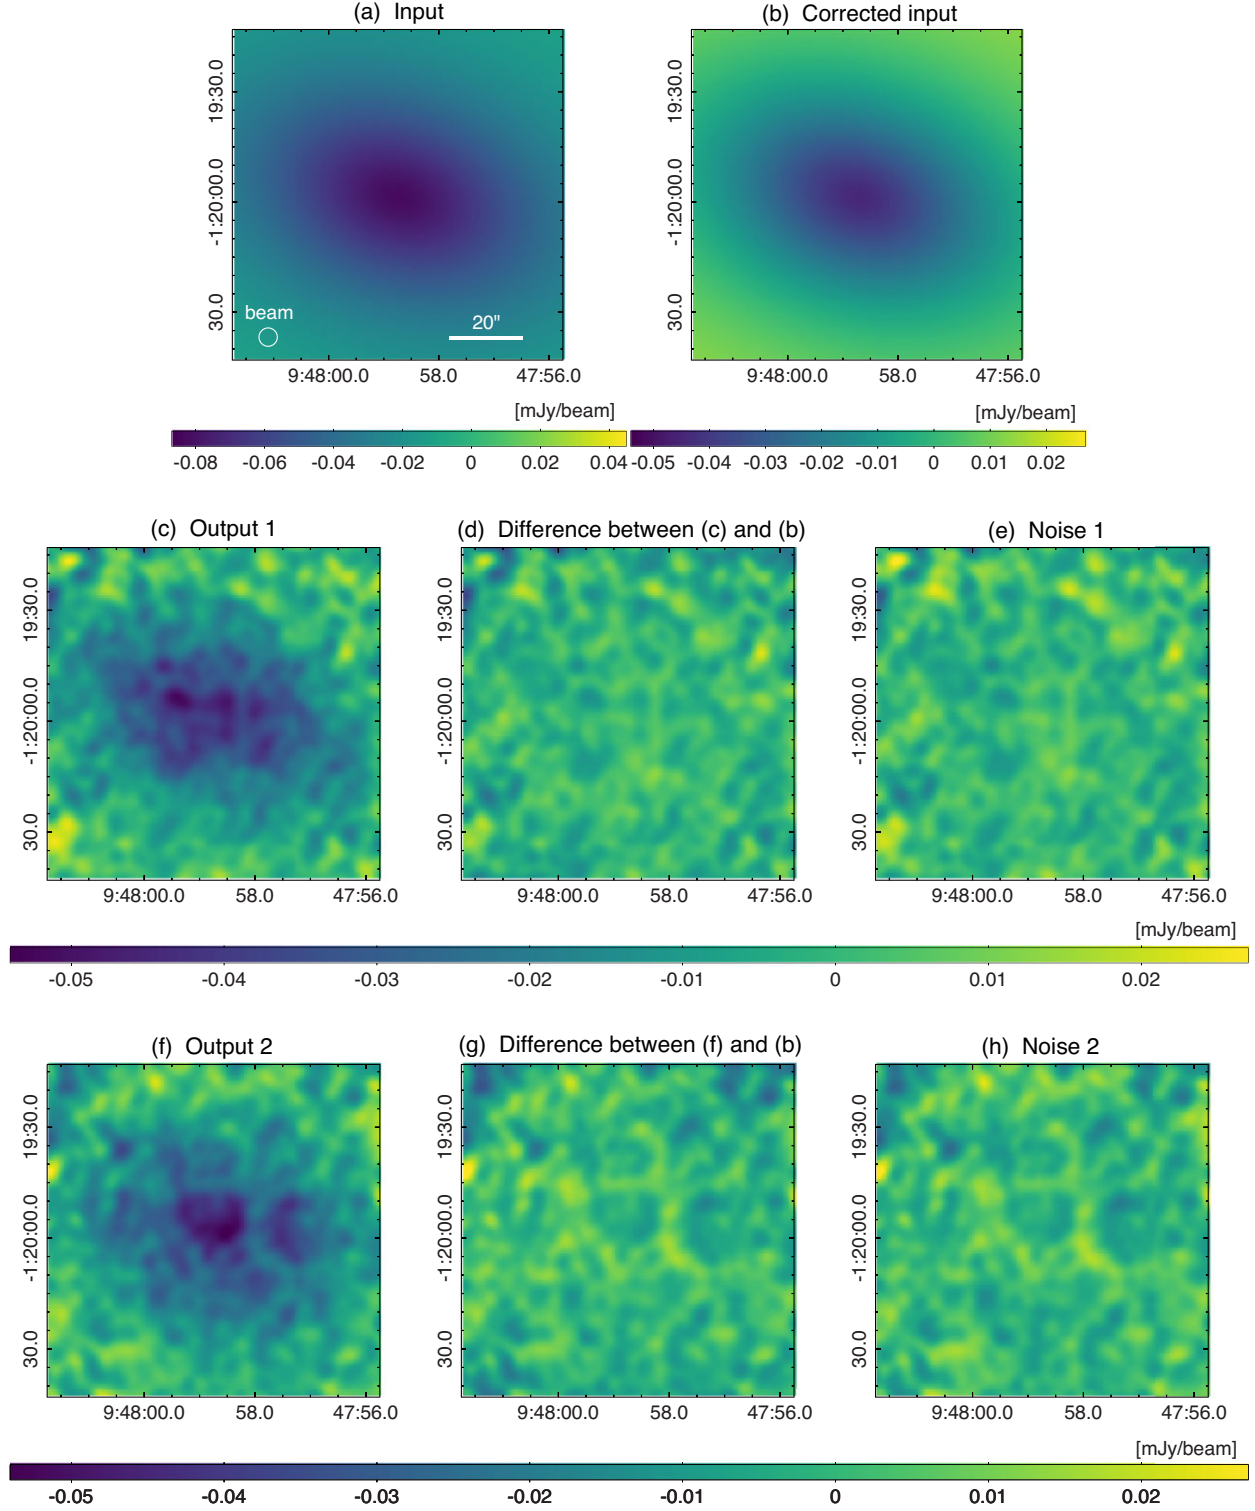 (a) Input
(b) Corrected input
19:30.0
-1:20:00.0
30.0
19:30.0
-1:20:00.0
30.0
beam
20"
9:48:00.0 58.0 47:56.0
9:48:00.0 58.0 47:56.0
[mJy/beam]
[mJy/beam]
-0.08 -0.06 -0.04 -0.02 0 0.02 0.04
-0.05 -0.04 -0.03 -0.02 -0.01 0 0.01 0.02
(c) Output 1
(d) Difference between (c) and (b)
(e) Noise 1
19:30.0
-1:20:00.0
30.0
19:30.0
-1:20:00.0
30.0
19:30.0
-1:20:00.0
30.0
9:48:00.0 58.0 47:56.0
9:48:00.0 58.0 47:56.0
9:48:00.0 58.0 47:56.0
[mJy/beam]
-0.05 -0.04 -0.03 -0.02 -0.01 0 0.01 0.02
(f) Output 2
(g) Difference between (f) and (b)
(h) Noise 2
19:30.0
-1:20:00.0
30.0
19:30.0
-1:20:00.0
30.0
19:30.0
-1:20:00.0
30.0
9:48:00.0 58.0 47:56.0
9:48:00.0 58.0 47:56.0
9:48:00.0 58.0 47:56.0
[mJy/beam]
-0.05 -0.04 -0.03 -0.02 -0.01 0 0.01 0.02